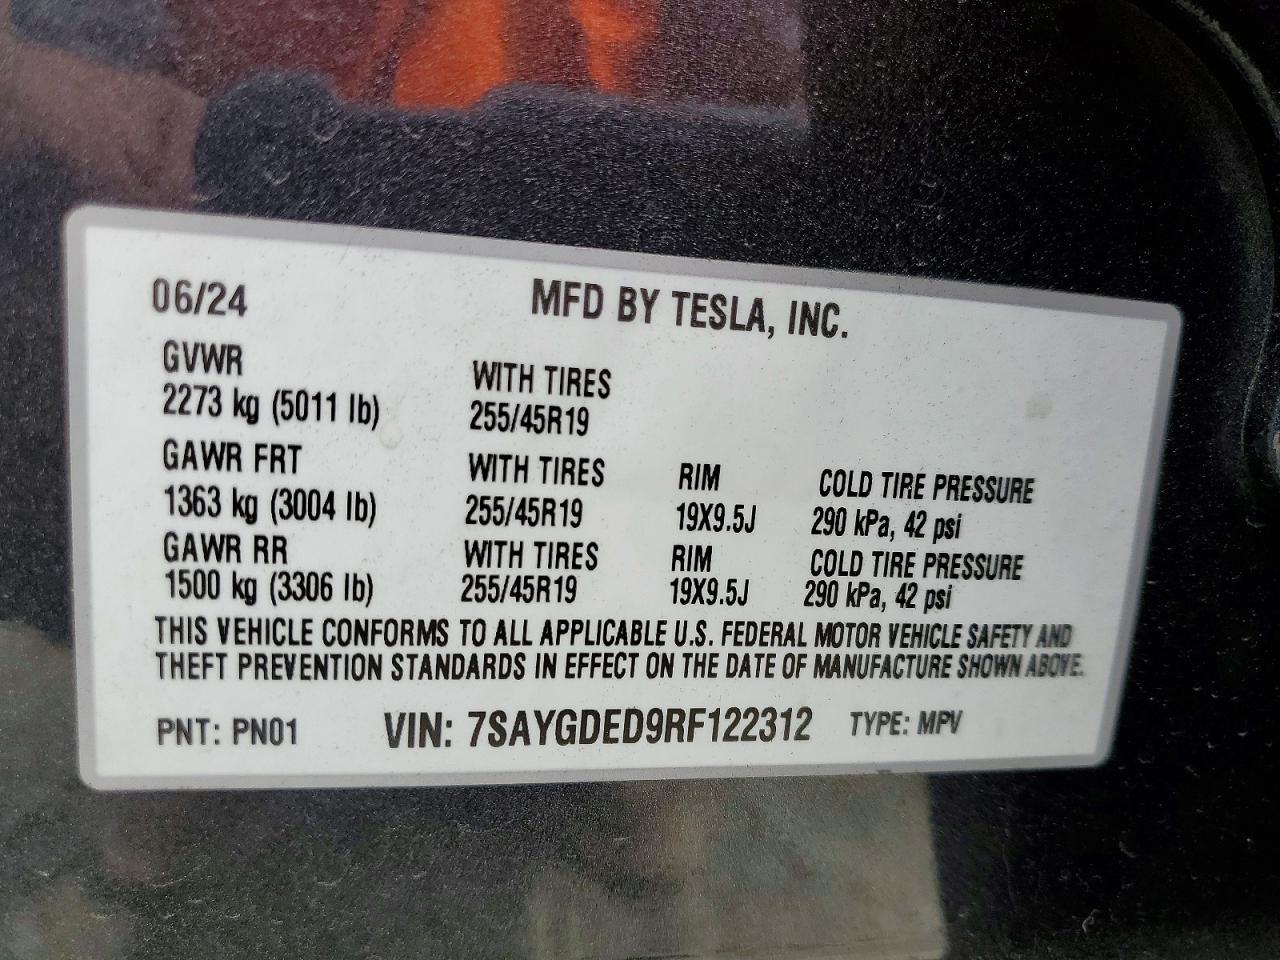 06/24 MFD BY TESLA, INC.
GVWR WITH TIRES
2273 kg (5011 lb) 255/45R19
GAWR FRT WITH TIRES RIM COLD TIRE PRESSURE
1363 kg (3004 lb) 255/45R19 19X9.5J 290 kPa, 42 psi
GAWR RR WITH TIRES RIM COLD TIRE PRESSURE
1500 kg (3306 lb) 255/45R19 19X9.5J 290 kPa, 42 psi
THIS VEHICLE CONFORMS TO ALL APPLICABLE U.S. FEDERAL MOTOR VEHICLE SAFETY AND
THEFT PREVENTION STANDARDS IN EFFECT ON THE DATE OF MANUFACTURE SHOWN ABOVE.
PNT: PN01 VIN: 7SAYGDED9RF122312 TYPE: MPV